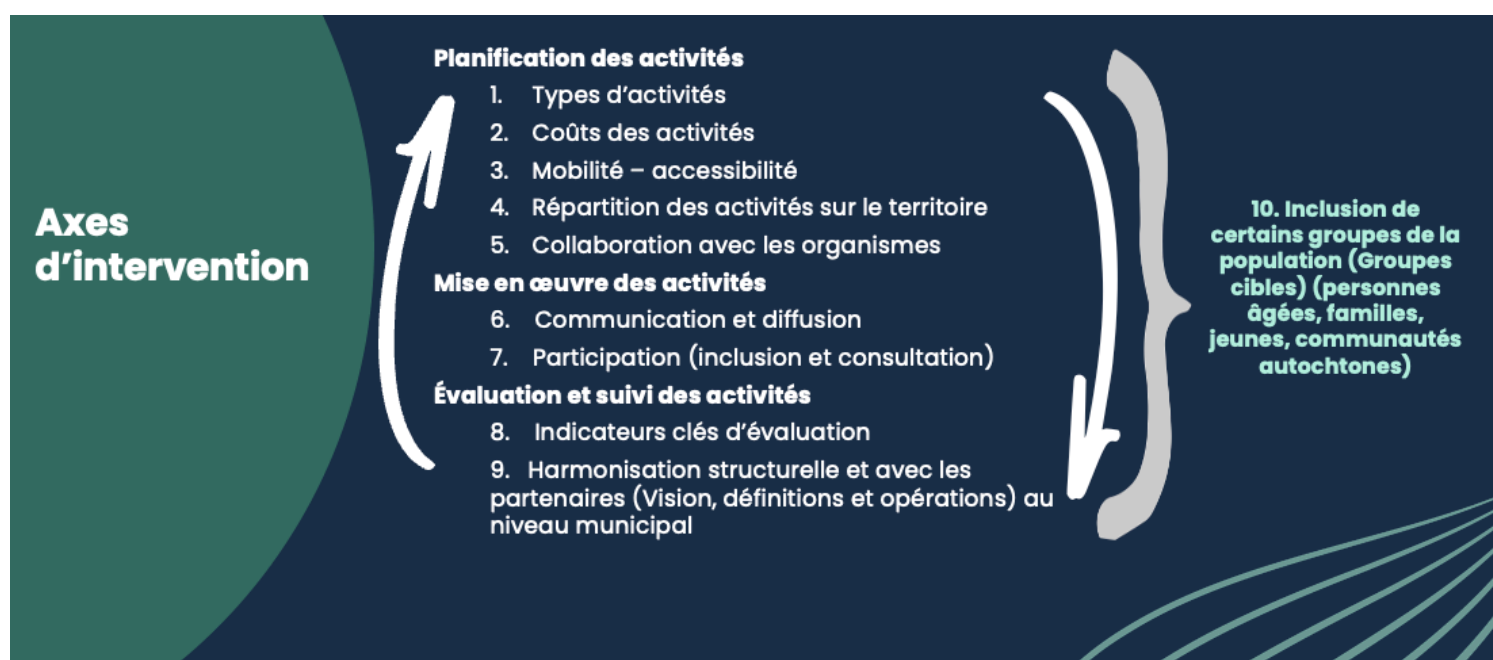 Axes
d'intervention
Planification des activités
1. Types d'activités
2. Coûts des activités
3. Mobilité – accessibilité
4. Répartition des activités sur le territoire
5. Collaboration avec les organismes
Mise en œuvre des activités
6. Communication et diffusion
7. Participation (inclusion et consultation)
Évaluation et suivi des activités
8. Indicateurs clés d'évaluation
9. Harmonisation structurelle et avec les
partenaires (Vision, définitions et opérations) au
niveau municipal
10. Inclusion de
certains groupes de la
population (Groupes
cibles) (personnes
âgées, familles,
jeunes, communautés
autochtones)